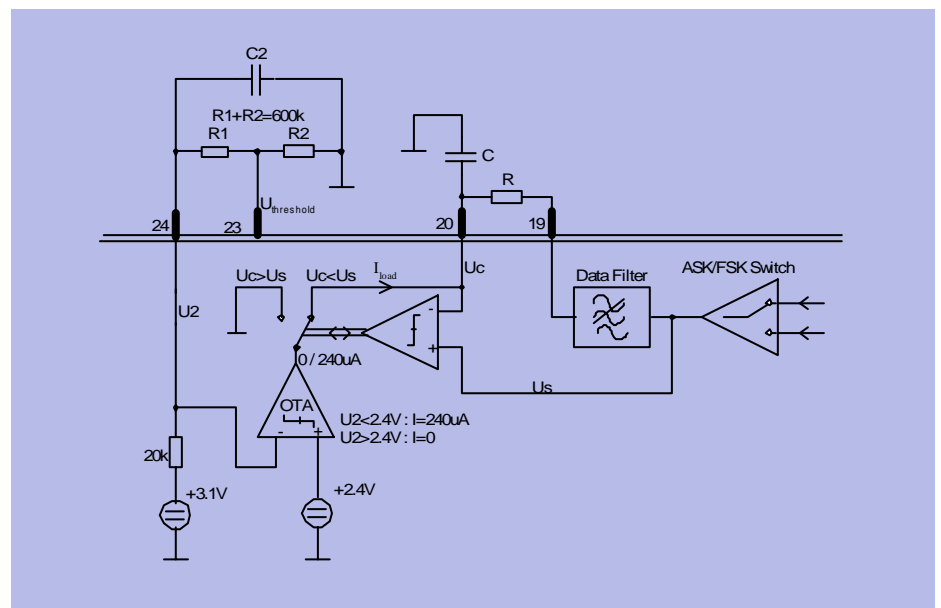 C2
R1+R2=600k
R1
R2
C
R
U threshold
24
23
20
19
Uc>Us
Uc<Us
I load
Uc
Data Filter
ASK/FSK Switch
U2
-
+
0 / 240uA
Us
OTA
U2<2.4V : I=240uA
U2>2.4V : I=0
-
+
20k
+3.1V
+2.4V